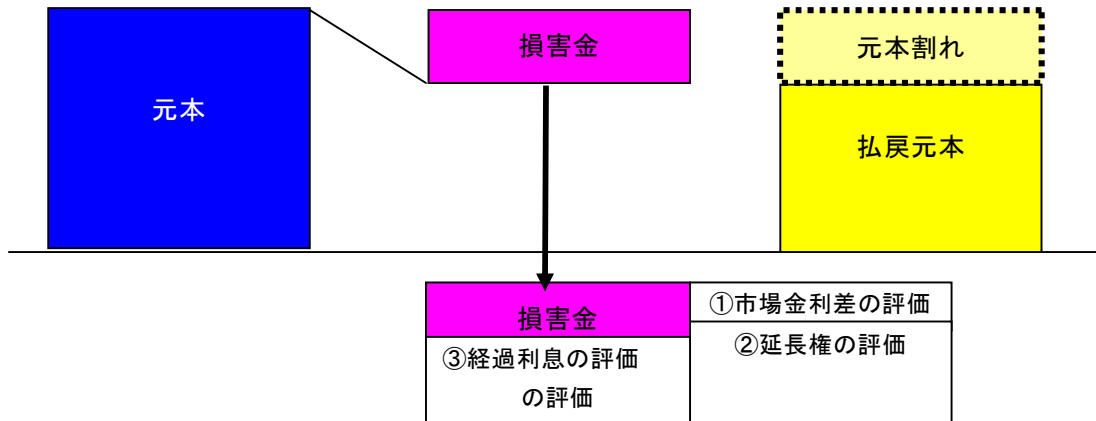 元本
損害金
元本割れ
払戻元本
損害金
①市場金利差の評価
②延長権の評価
③経過利息の評価
の評価